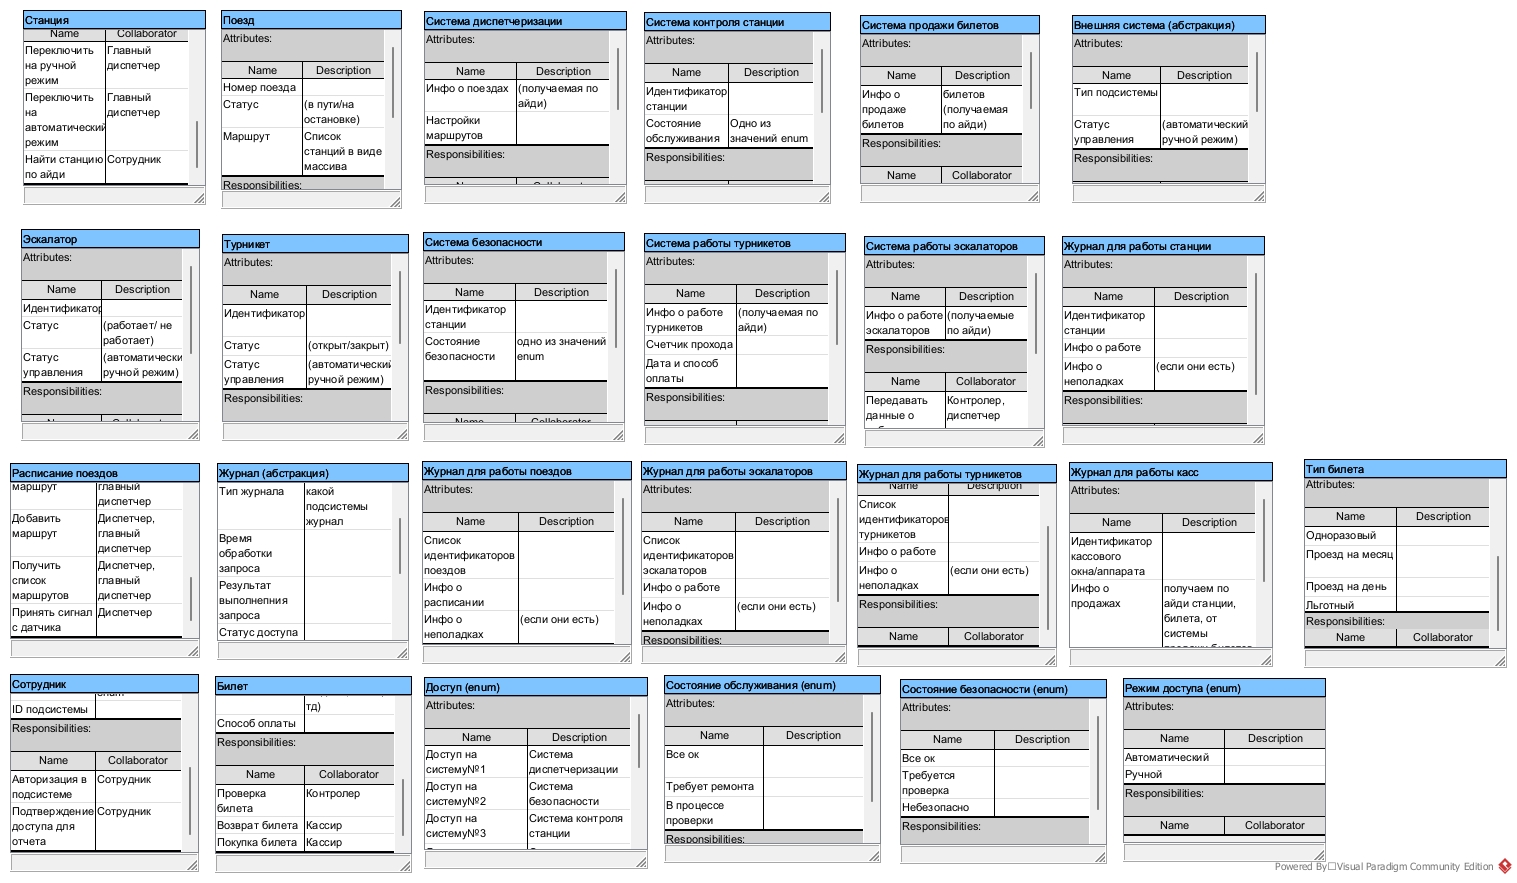 Станция
Name Collaborator
Переключить Главный
на ручной диспетчер
режим
Переключить Главный
на диспетчер
автоматический
режим
Найти станцию Сотрудник
по айди
Поезд
Attributes:
Name Description
Номер поезда
Статус (в пути/на
остановке)
Маршрут Список
станций в виде
массива
Responsibilities:
Система диспетчеризации
Attributes:
Name Description
Инфо о поездах (получаемая по
айди)
Настройки
маршрутов
Responsibilities:
Name Collaborator
Система контроля станции
Attributes:
Name Description
Идентификатор
станции
Состояние Одно из
обслуживания значений enum
Responsibilities:
Система продажи билетов
Attributes:
Name Description
Инфо о билетов
продаже (получаемая
билетов по айди)
Responsibilities:
Name Collaborator
Внешняя система (абстракция)
Attributes:
Name Description
Тип подсистемы
Статус (автоматический
управления ручной режим)
Responsibilities:
Эскалатор
Attributes:
Name Description
Идентификатор
Статус (работает/ не
работает)
Статус (автоматически
управления ручной режим)
Responsibilities:
Name Collaborator
Турникет
Attributes:
Name Description
Идентификатор
Статус (открыт/закрыт)
Статус (автоматический
управления ручной режим)
Responsibilities:
Система безопасности
Attributes:
Name Description
Идентификатор
станции
Состояние одно из значений
безопасности enum
Responsibilities:
Name Collaborator
Система работы турникетов
Attributes:
Name Description
Инфо о работе (получаемая по
турникетов айди)
Счетчик прохода
Дата и способ
оплаты
Responsibilities:
Система работы эскалаторов
Attributes:
Name Description
Инфо о работе (получаемые
эскалаторов по айди)
Responsibilities:
Name Collaborator
Передавать Контролер,
данные о диспетчер
Журнал для работы станции
Attributes:
Name Description
Идентификатор
станции
Инфо о работе
Инфо о (если они есть)
неполадках
Responsibilities:
Расписание поездов
маршрут главный
диспетчер
Добавить Диспетчер,
маршрут главный
диспетчер
Получить Диспетчер,
список главный
маршрутов диспетчер
Принять сигнал Диспетчер
с датчика
Журнал (абстракция)
Тип журнала какой
подсистемы
журнал
Время
обработки
запроса
Результат
выполнепния
запроса
Статус доступа
Журнал для работы поездов
Attributes:
Name Description
Список
идентификаторов
поездов
Инфо о
расписании
Инфо о (если они есть)
неполадках
Журнал для работы эскалаторов
Attributes:
Name Description
Список
идентификаторов
эскалаторов
Инфо о работе
Инфо о (если они есть)
неполадках
Responsibilities:
Журнал для работы турникетов
Name Description
Список
идентификаторов
турникетов
Инфо о работе
Инфо о (если они есть)
неполадках
Responsibilities:
Name Collaborator
Журнал для работы касс
Attributes:
Name Description
Идентификатор
кассового
окна/аппарата
Инфо о получаем по
продажах айди станции,
билета, от
системы
продажи билетов
Тип билета
Attributes:
Name Description
Одноразовый
Проезд на месяц
Проезд на день
Льготный
Responsibilities:
Name Collaborator
Сотрудник
enum
ID подсистемы
Responsibilities:
Name Collaborator
Авторизация в Сотрудник
подсистеме
Подтверждение Сотрудник
доступа для
отчета
Билет
тд)
Способ оплаты
Responsibilities:
Name Collaborator
Проверка Контролер
билета
Возврат билета Кассир
Покупка билета Кассир
Доступ (enum)
Attributes:
Name Description
Доступ на Система
систему№1 диспетчеризации
Доступ на Система
систему№2 безопасности
Доступ на Система контроля
систему№3 станции
Состояние обслуживания (enum)
Attributes:
Name Description
Все ок
Требует ремонта
В процессе
проверки
Responsibilities:
Состояние безопасности (enum)
Attributes:
Name Description
Все ок
Требуется
проверка
Небезопасно
Responsibilities:
Режим доступа (enum)
Attributes:
Name Description
Автоматический
Ручной
Responsibilities:
Name Collaborator
Powered By Visual Paradigm Community Edition